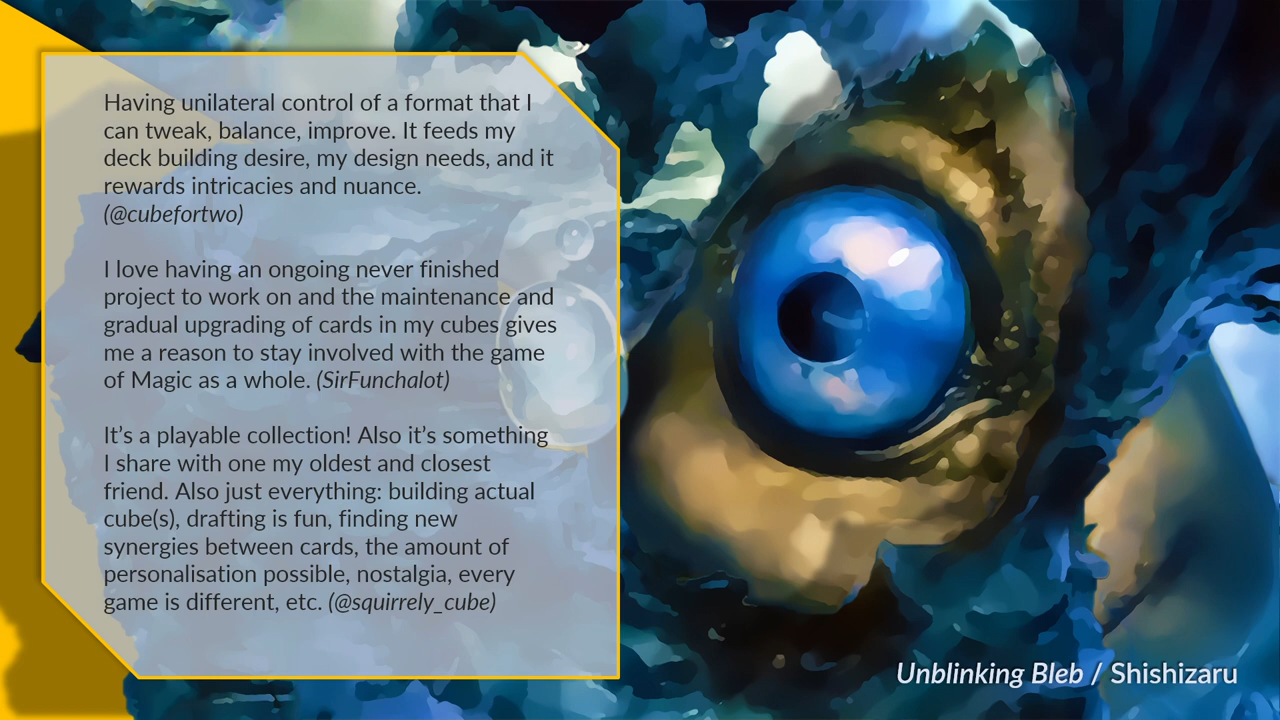 Having unilateral control of a format that I
can tweak, balance, improve. It feeds my
deck building desire, my design needs, and it
rewards intricacies and nuance.
(@cubefortwo)
I love having an ongoing never finished
project to work on and the maintenance and
gradual upgrading of cards in my cubes gives
me a reason to stay involved with the game
of Magic as a whole. (SirFunchalot)
It’s a playable collection! Also it’s something
I share with one my oldest and closest
friend. Also just everything: building actual
cube(s), drafting is fun, finding new
synergies between cards, the amount of
personalisation possible, nostalgia, every
game is different, etc. (@squirrely_cube)
Unblinking Bleb / Shishizaru